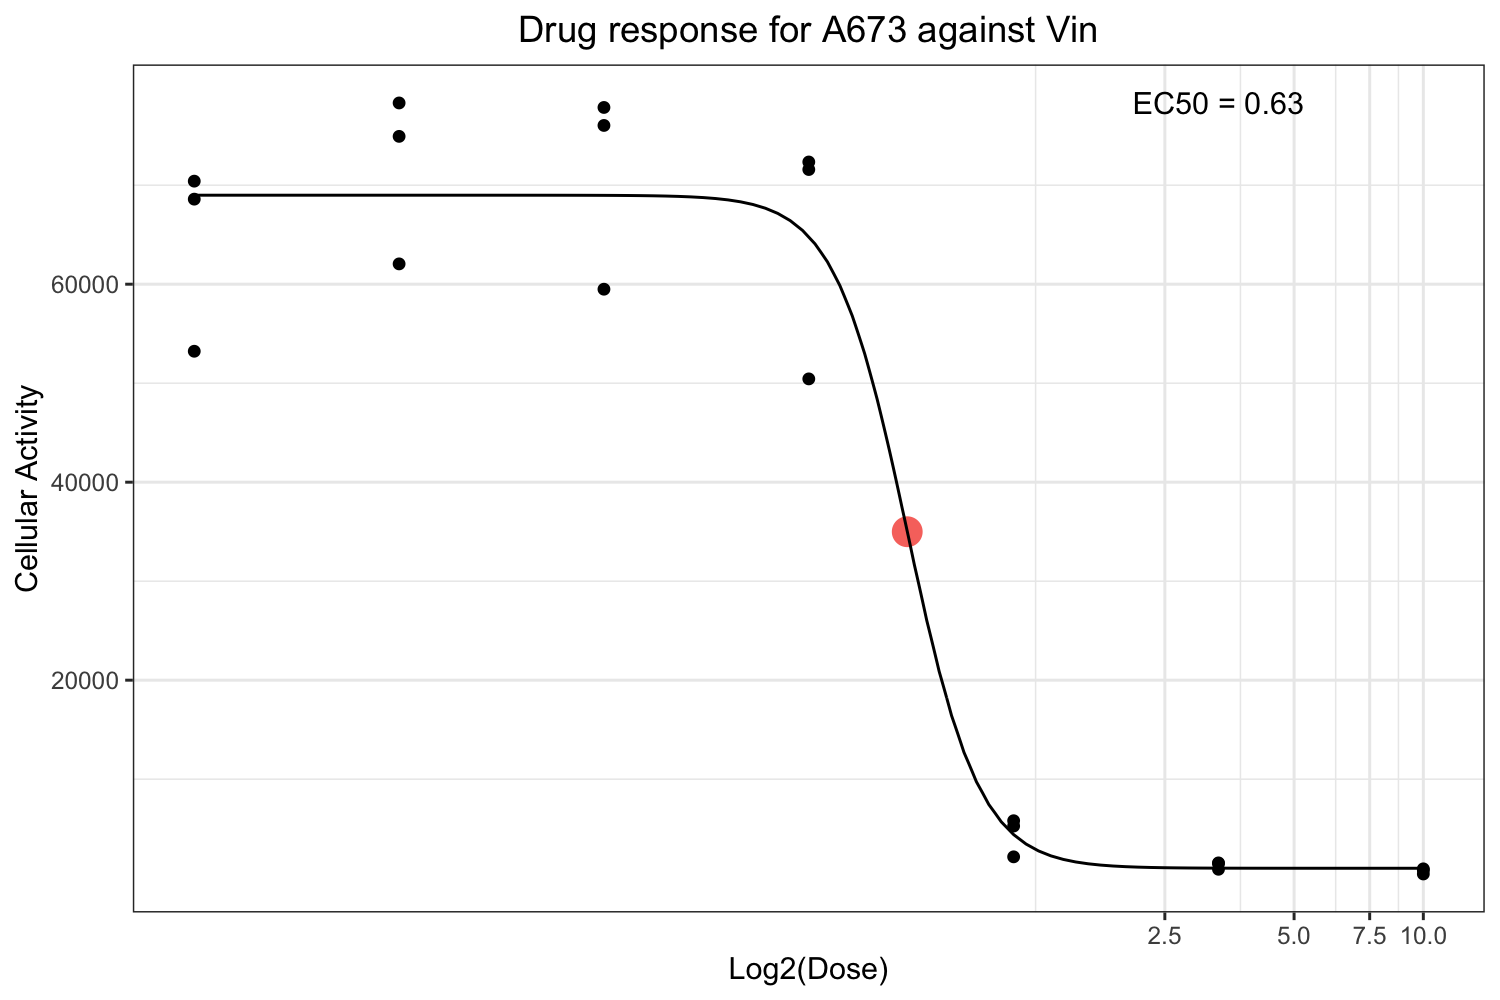 Drug response for A673 against Vin
EC50 = 0.63
Cellular Activity
60000
40000
20000
2.5 5.0 7.5 10.0
Log2(Dose)